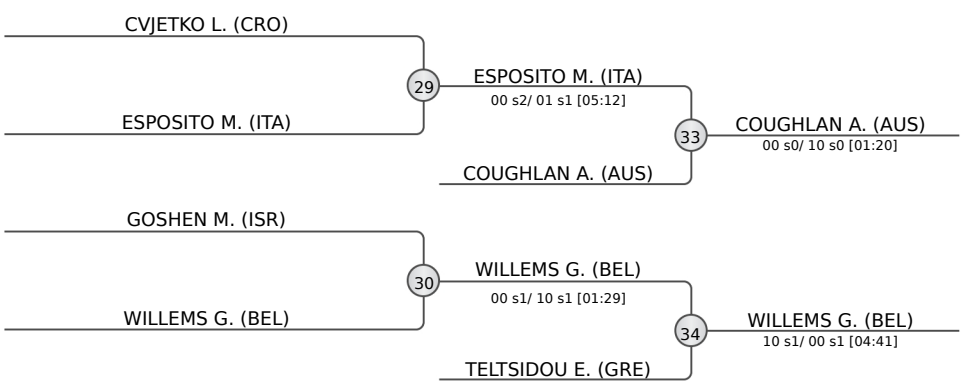 CVJETKO L. (CRO)
29
ESPOSITO M. (ITA)
ESPOSITO M. (ITA)
00 s2/ 01 s1 [05:12]
33
COUGHLAN A. (AUS)
COUGHLAN A. (AUS)
00 s0/ 10 s0 [01:20]
GOSHEN M. (ISR)
30
WILLEMS G. (BEL)
WILLEMS G. (BEL)
00 s1/ 10 s1 [01:29]
34
TELTSIDOU E. (GRE)
WILLEMS G. (BEL)
10 s1/ 00 s1 [04:41]